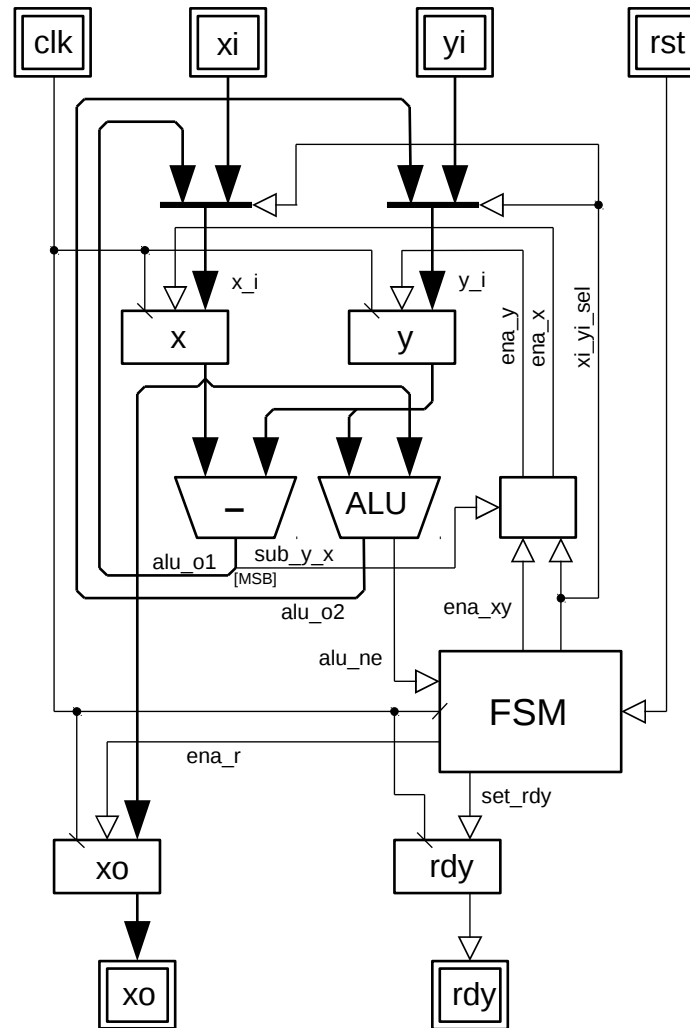 clk
xi
yi
rst
x_i
y_i
ena_y
ena_x
xi_yi_sel
x
y
–
ALU
alu_o1
sub_y_x
[MSB]
alu_o2
ena_xy
alu_ne
FSM
ena_r
set_rdy
xo
rdy
xo
rdy